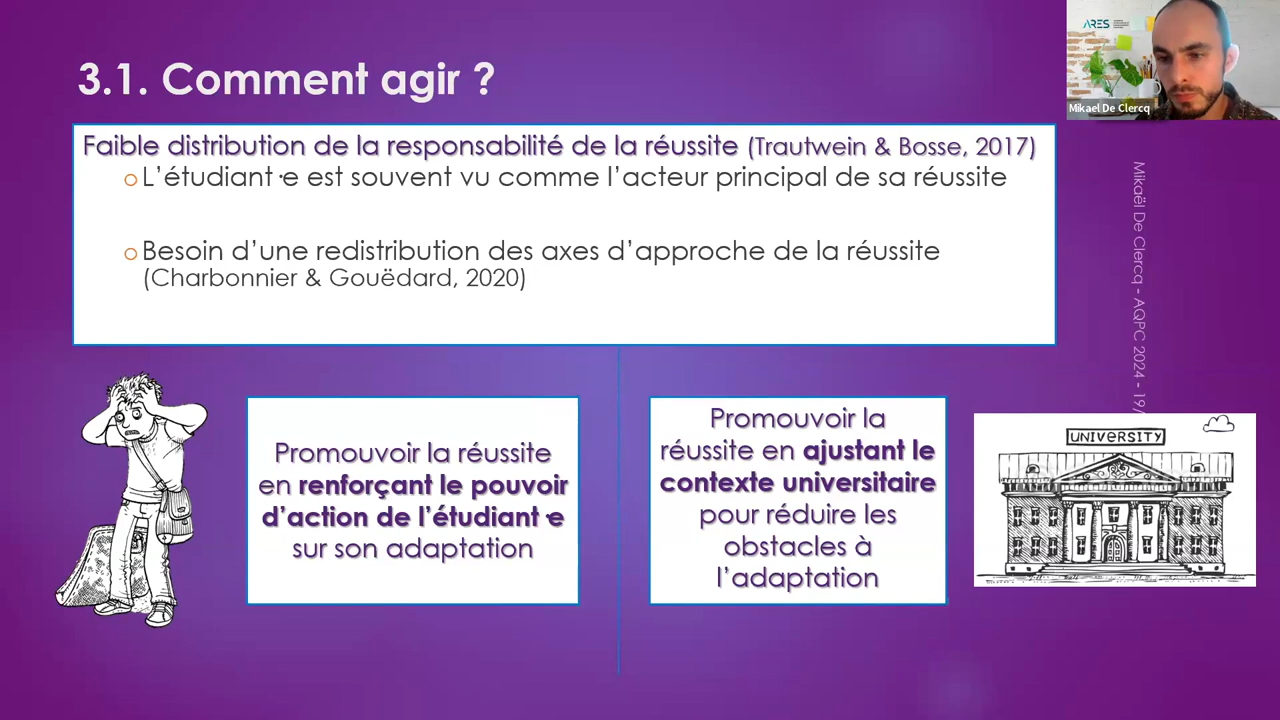 3.1. Comment agir ?
ARES
Mikael De Clercq
Faible distribution de la responsabilité de la réussite (Trautwein & Bosse, 2017)
o L’étudiant·e est souvent vu comme l’acteur principal de sa réussite
o Besoin d’une redistribution des axes d’approche de la réussite
(Charbonnier & Gouëdard, 2020)
Mikaël De Clercq - AQPC 2024 - 19/
Promouvoir la réussite
en renforçant le pouvoir
d’action de l’étudiant·e
sur son adaptation
Promouvoir la
réussite en ajustant le
contexte universitaire
pour réduire les
obstacles à
l’adaptation
UNIVERSITY